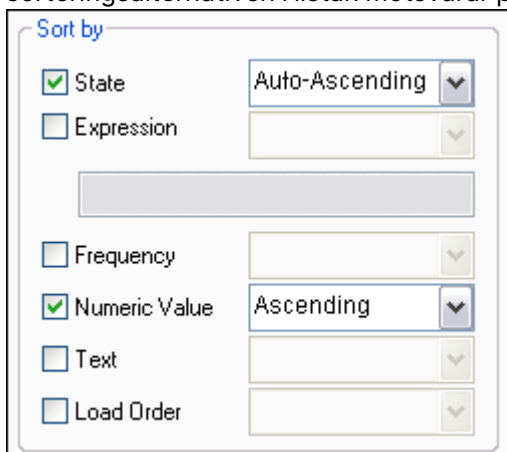 Sort by
State Auto-Ascending
Expression
Frequency
Numeric Value Ascending
Text
Load Order